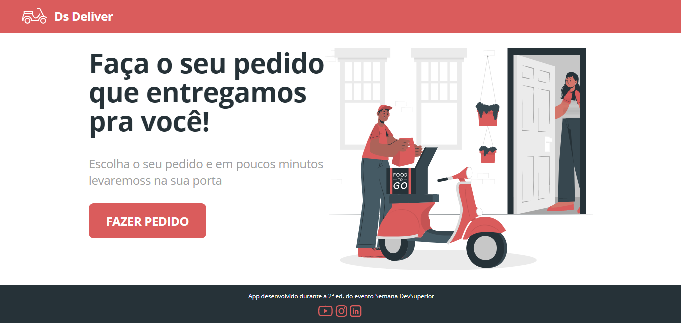 Ds Deliver
Faça o seu pedido
que entregamos
pra você!
Escolha o seu pedido e em poucos minutos
levaremoss na sua porta
FAZER PEDIDO
FOOD
TO
GO
App desenvolvido durante a 2ª ed. do evento Semana DevSuperior
in